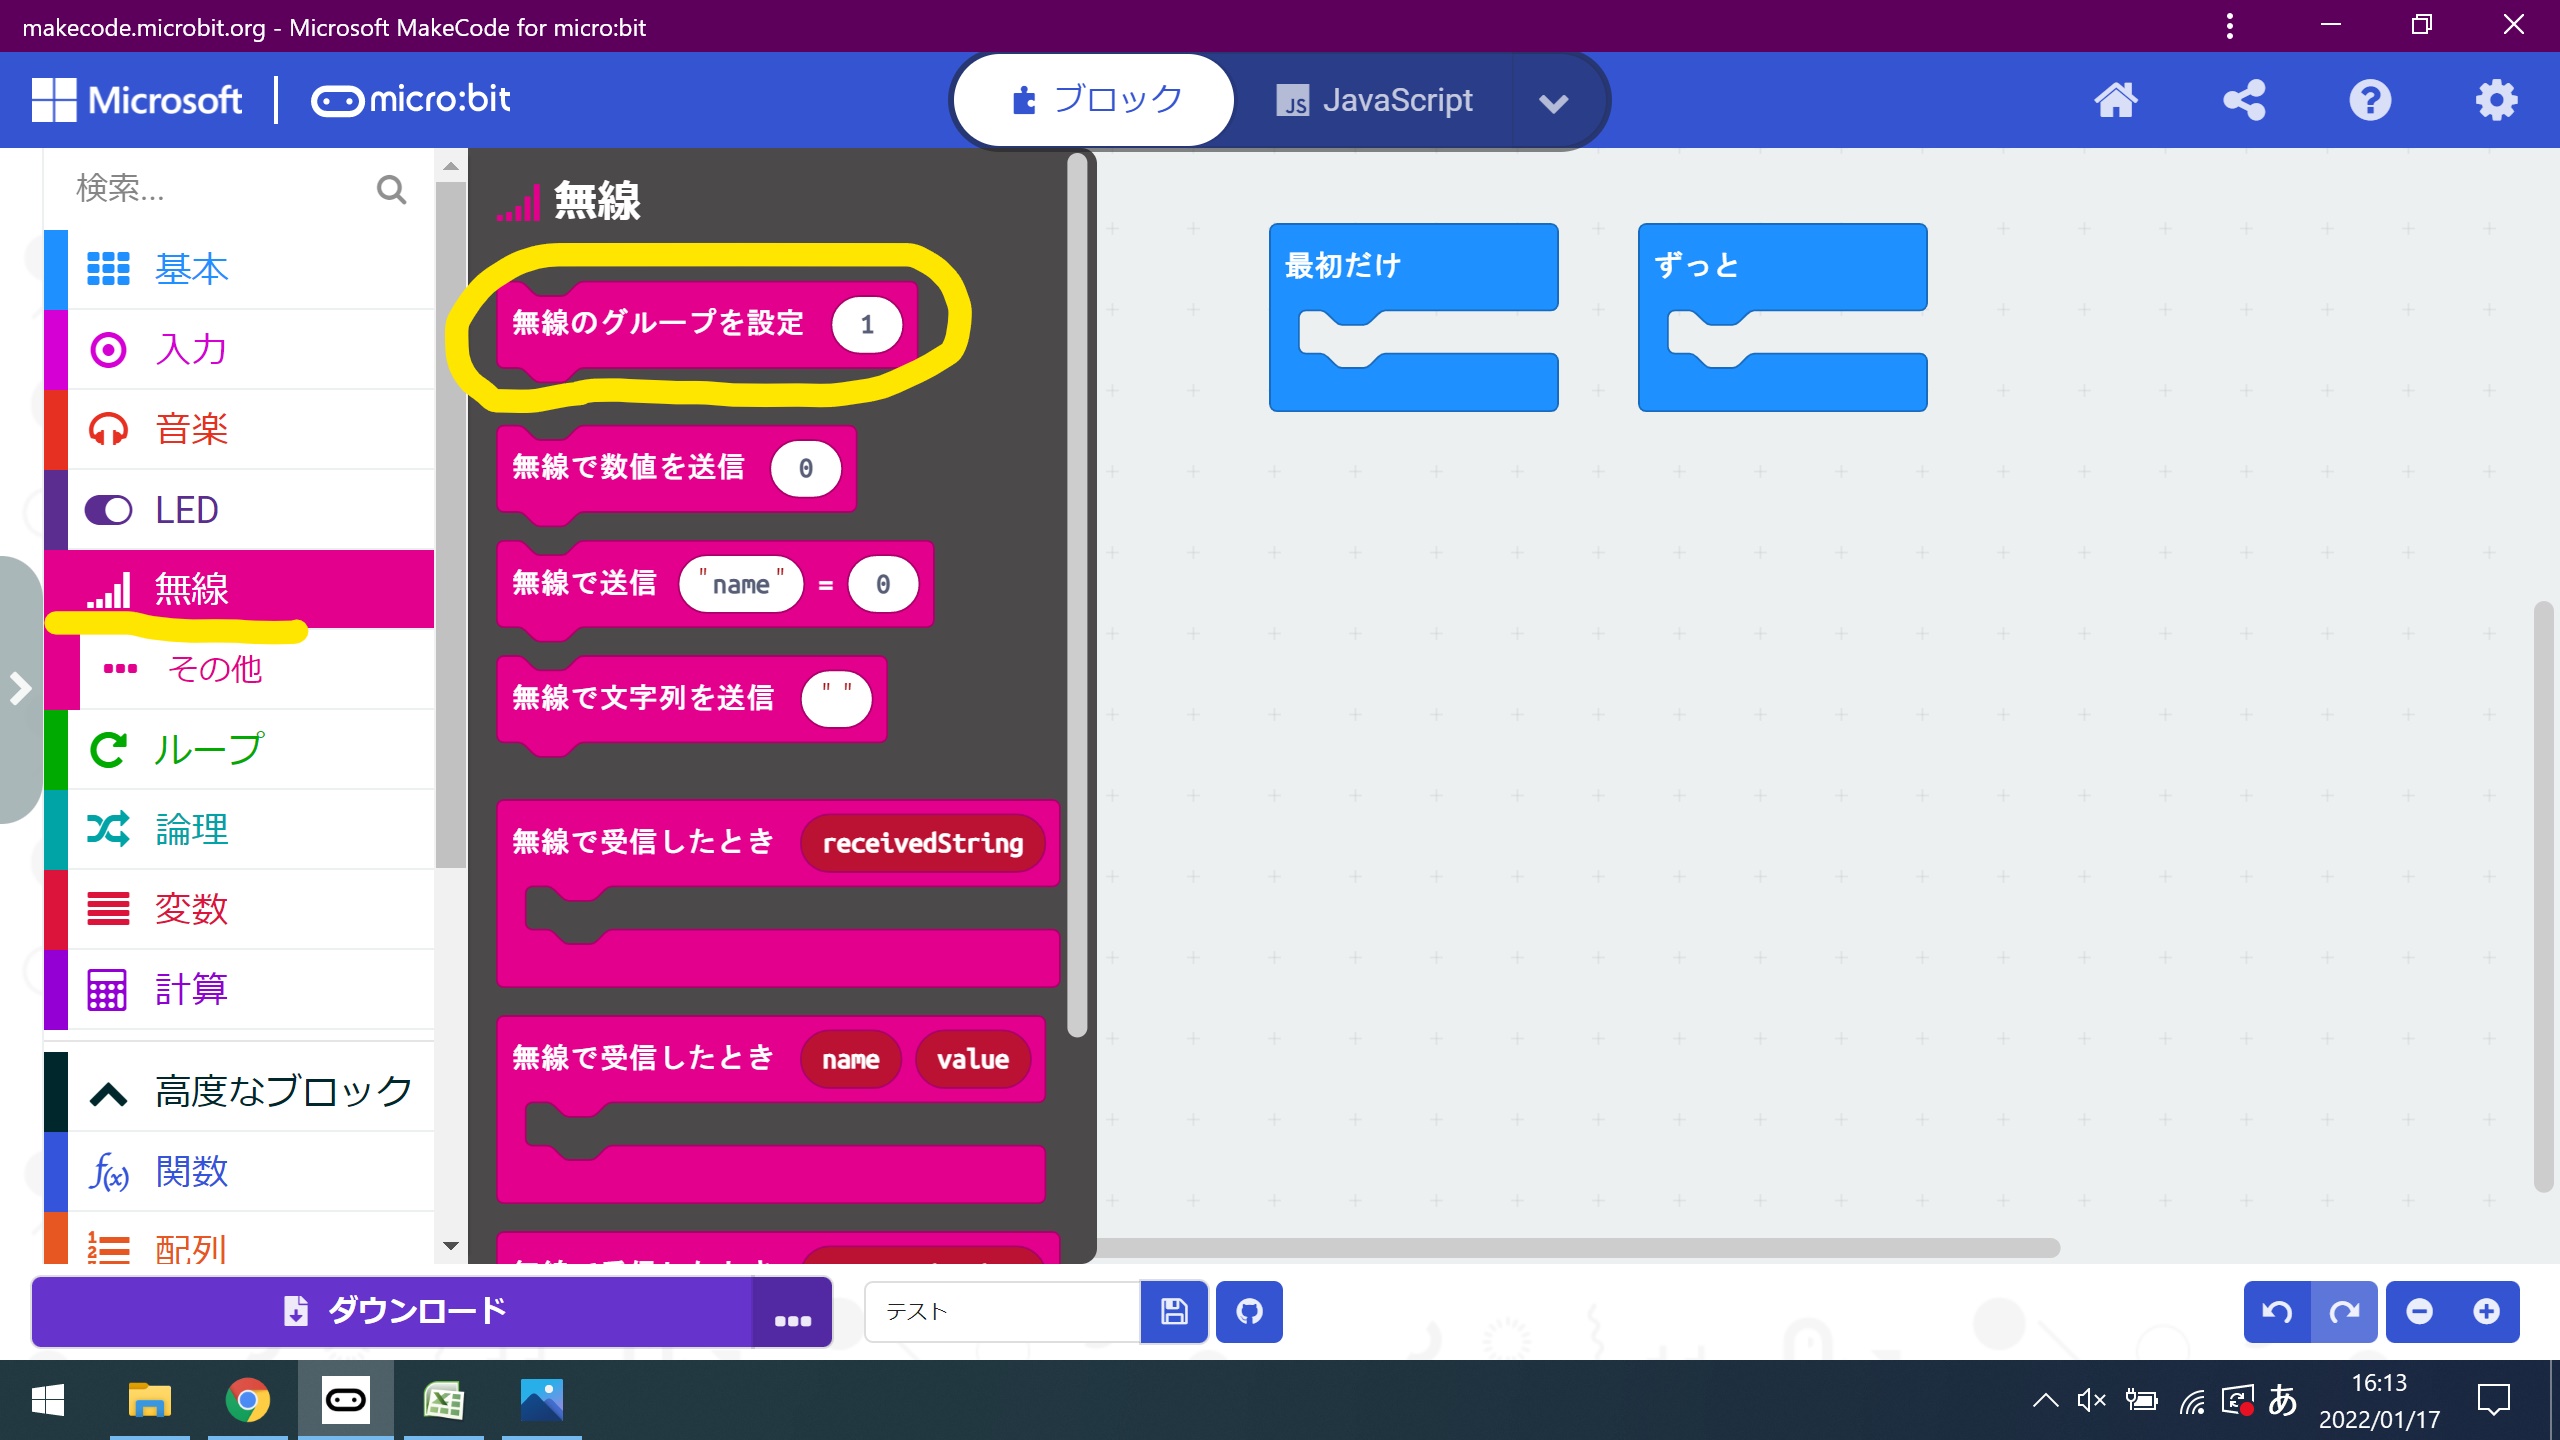 makecode.microbit.org - Microsoft MakeCode for micro:bit
Microsoft micro:bit
ブロック
JS JavaScript
検索...
基本
入力
音楽
LED
無線
その他
ループ
論理
変数
計算
高度なブロック
f(x) 関数
配列
無線
無線のグループを設定 1
無線で数値を送信 0
無線で送信 "name" = 0
無線で文字列を送信 " "
無線で受信したとき receivedString
無線で受信したとき name value
最初だけ
ずっと
ダウンロード
テスト
あ
16:13
2022/01/17